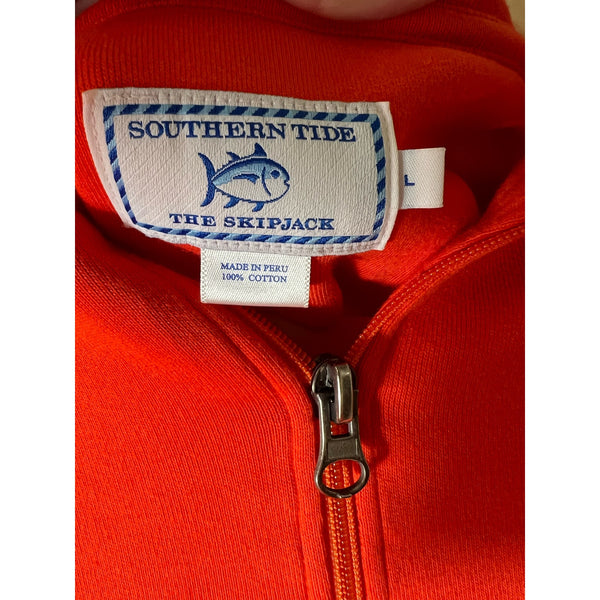 SOUTHERN TIDE
THE SKIPJACK
L
MADE IN PERU
100% COTTON